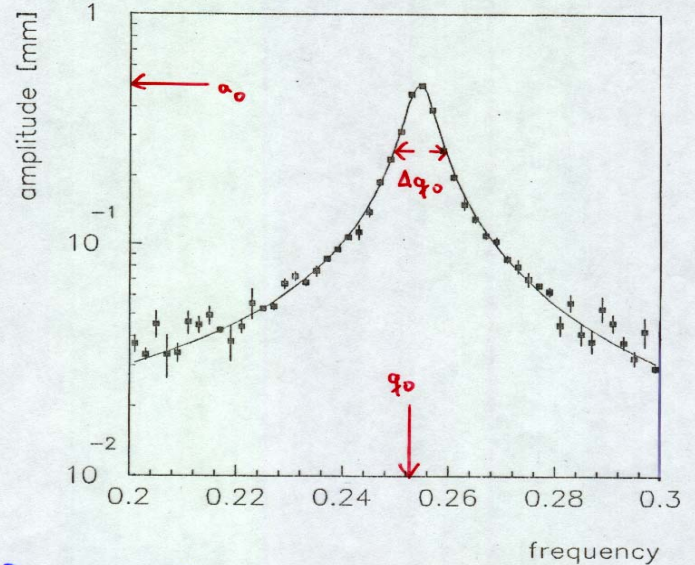 1
amplitude [mm]
a₀
Δq₀
10⁻¹
q₀
10⁻²
0.2 0.22 0.24 0.26 0.28 0.3
frequency